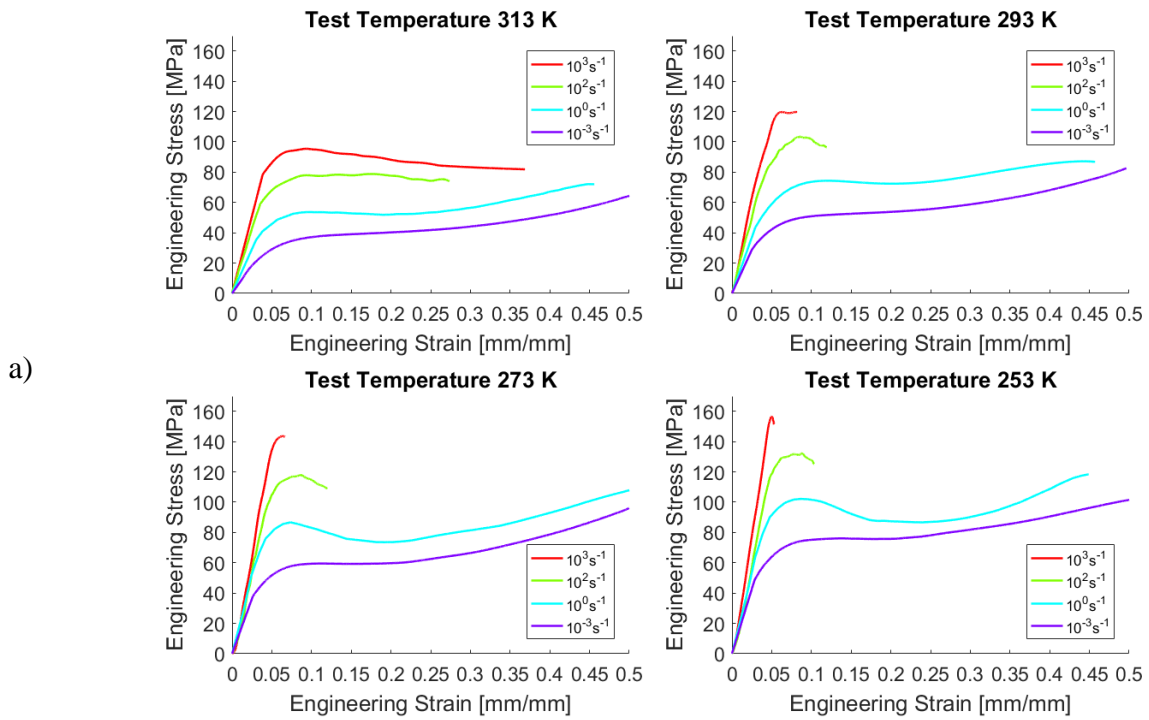 a)
Test Temperature 313 K
Engineering Stress [MPa]
160
140
120
100
80
60
40
20
0
10³s⁻¹
10²s⁻¹
10⁰s⁻¹
10⁻³s⁻¹
0 0.05 0.1 0.15 0.2 0.25 0.3 0.35 0.4 0.45 0.5
Engineering Strain [mm/mm]
Test Temperature 293 K
Engineering Stress [MPa]
160
140
120
100
80
60
40
20
0
10³s⁻¹
10²s⁻¹
10⁰s⁻¹
10⁻³s⁻¹
0 0.05 0.1 0.15 0.2 0.25 0.3 0.35 0.4 0.45 0.5
Engineering Strain [mm/mm]
Test Temperature 273 K
Engineering Stress [MPa]
160
140
120
100
80
60
40
20
0
10³s⁻¹
10²s⁻¹
10⁰s⁻¹
10⁻³s⁻¹
0 0.05 0.1 0.15 0.2 0.25 0.3 0.35 0.4 0.45 0.5
Engineering Strain [mm/mm]
Test Temperature 253 K
Engineering Stress [MPa]
160
140
120
100
80
60
40
20
0
10³s⁻¹
10²s⁻¹
10⁰s⁻¹
10⁻³s⁻¹
0 0.05 0.1 0.15 0.2 0.25 0.3 0.35 0.4 0.45 0.5
Engineering Strain [mm/mm]